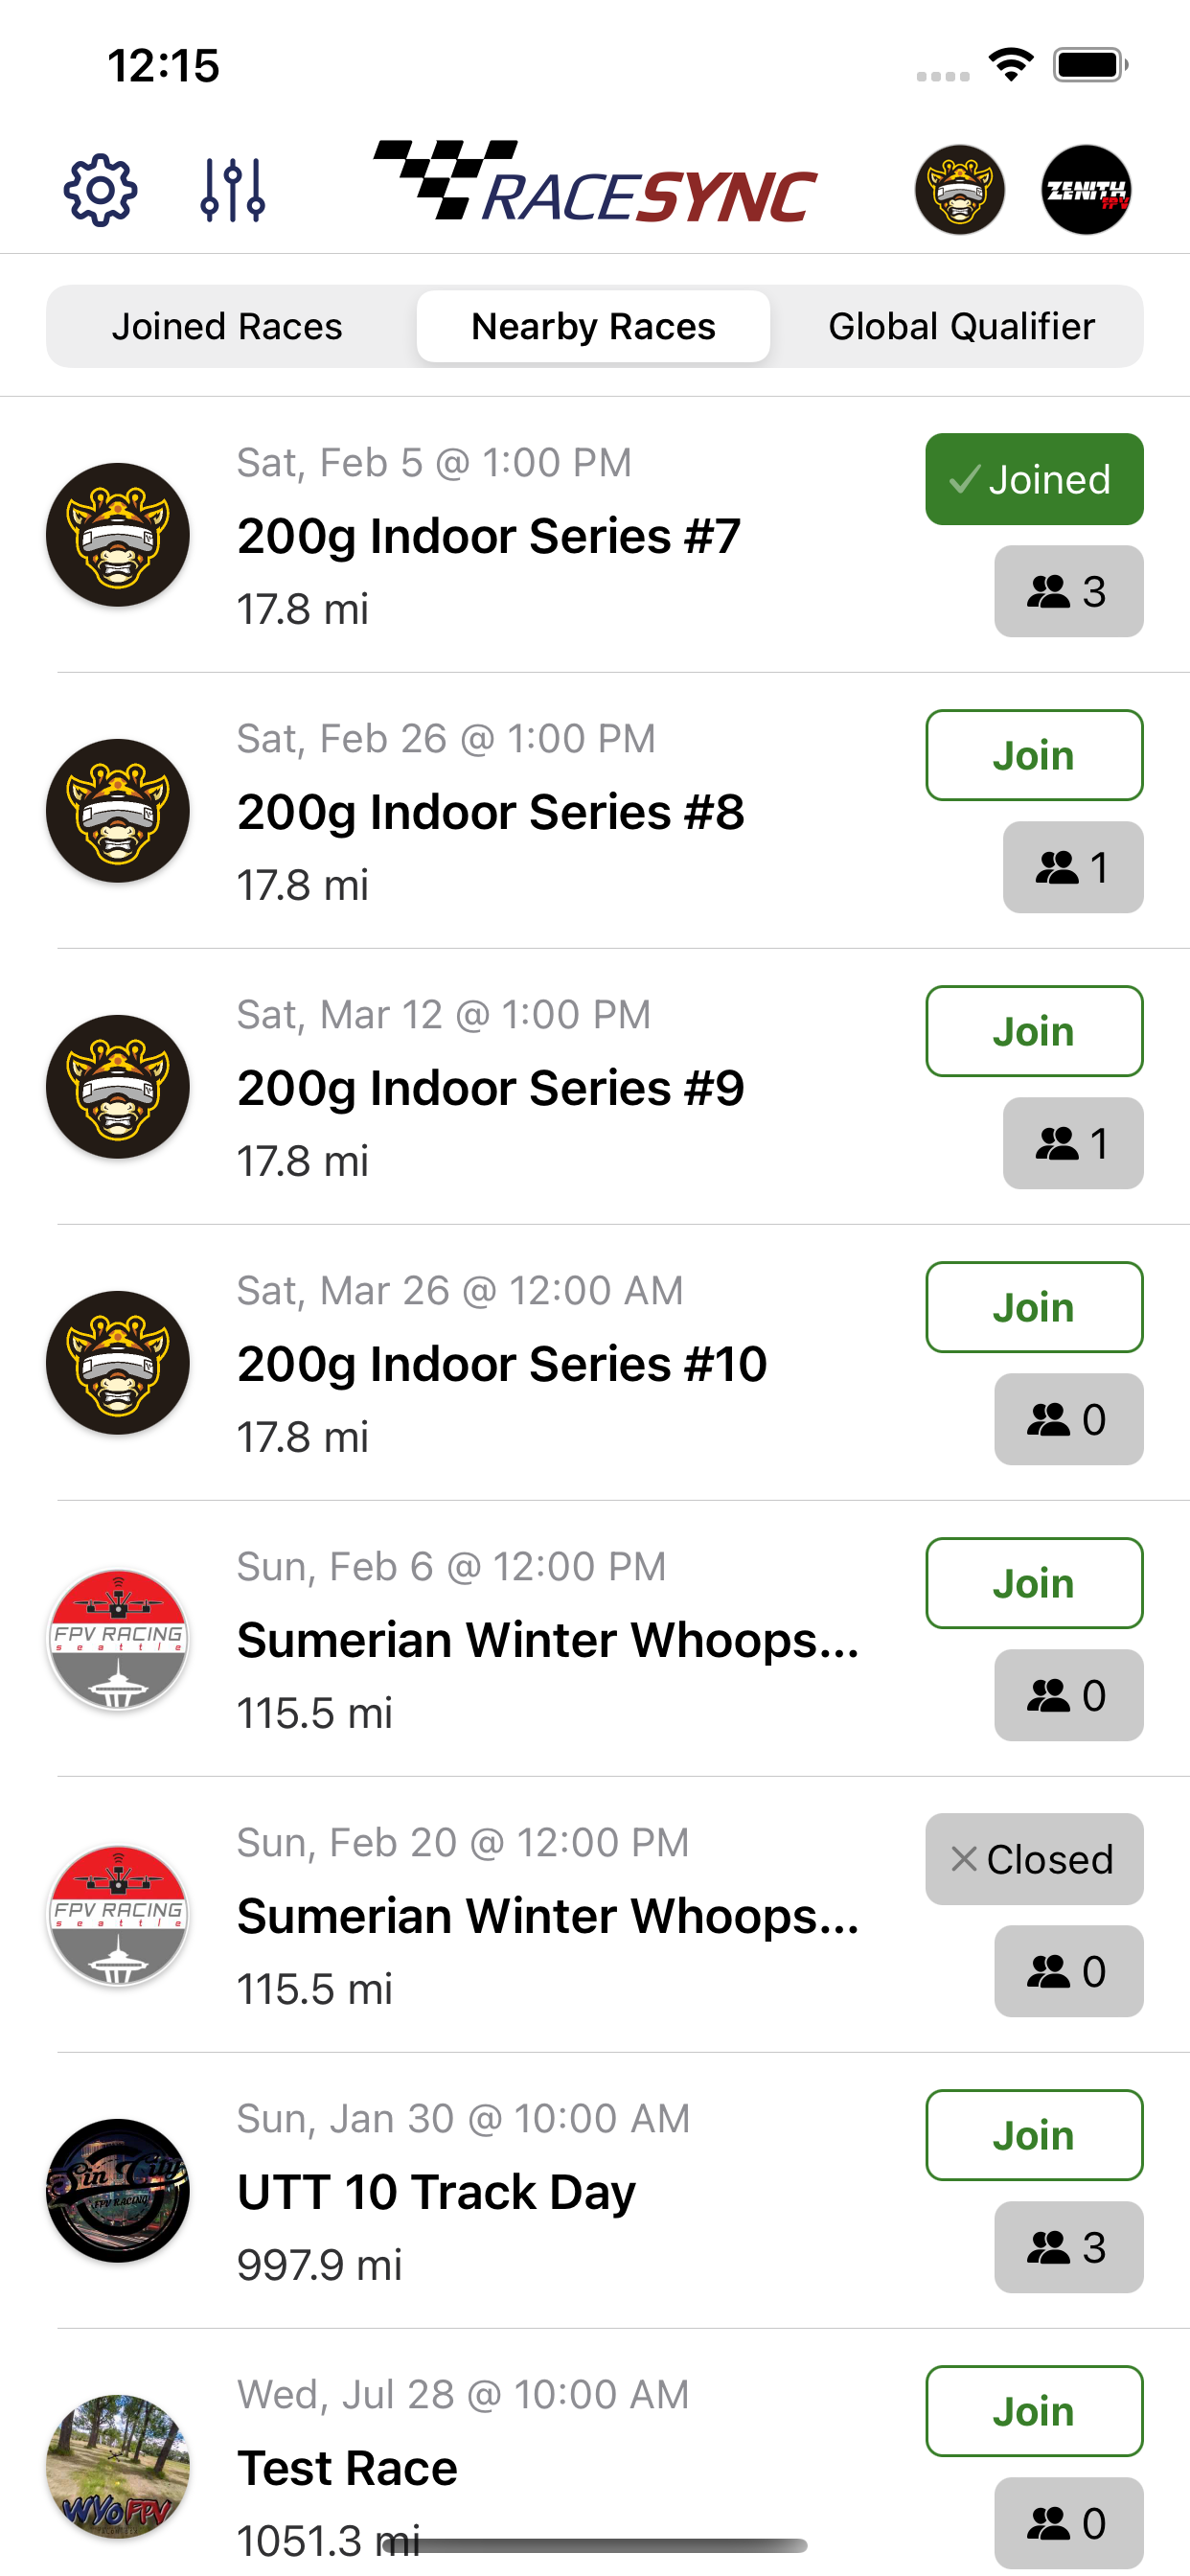 12:15
RACESYNC
ZENITH
FPV
Joined Races
Nearby Races
Global Qualifier
Sat, Feb 5 @ 1:00 PM
Joined
200g Indoor Series #7
3
17.8 mi
Sat, Feb 26 @ 1:00 PM
Join
200g Indoor Series #8
1
17.8 mi
Sat, Mar 12 @ 1:00 PM
Join
200g Indoor Series #9
1
17.8 mi
Sat, Mar 26 @ 12:00 AM
Join
200g Indoor Series #10
0
17.8 mi
Sun, Feb 6 @ 12:00 PM
Join
FPV RACING
seattle
Sumerian Winter Whoops...
0
115.5 mi
Sun, Feb 20 @ 12:00 PM
Closed
FPV RACING
seattle
Sumerian Winter Whoops...
0
115.5 mi
Sun, Jan 30 @ 10:00 AM
Join
Sin City
FPV RACING
UTT 10 Track Day
3
997.9 mi
Wed, Jul 28 @ 10:00 AM
Join
Test Race
WYOFPV
0
1051.3 mi